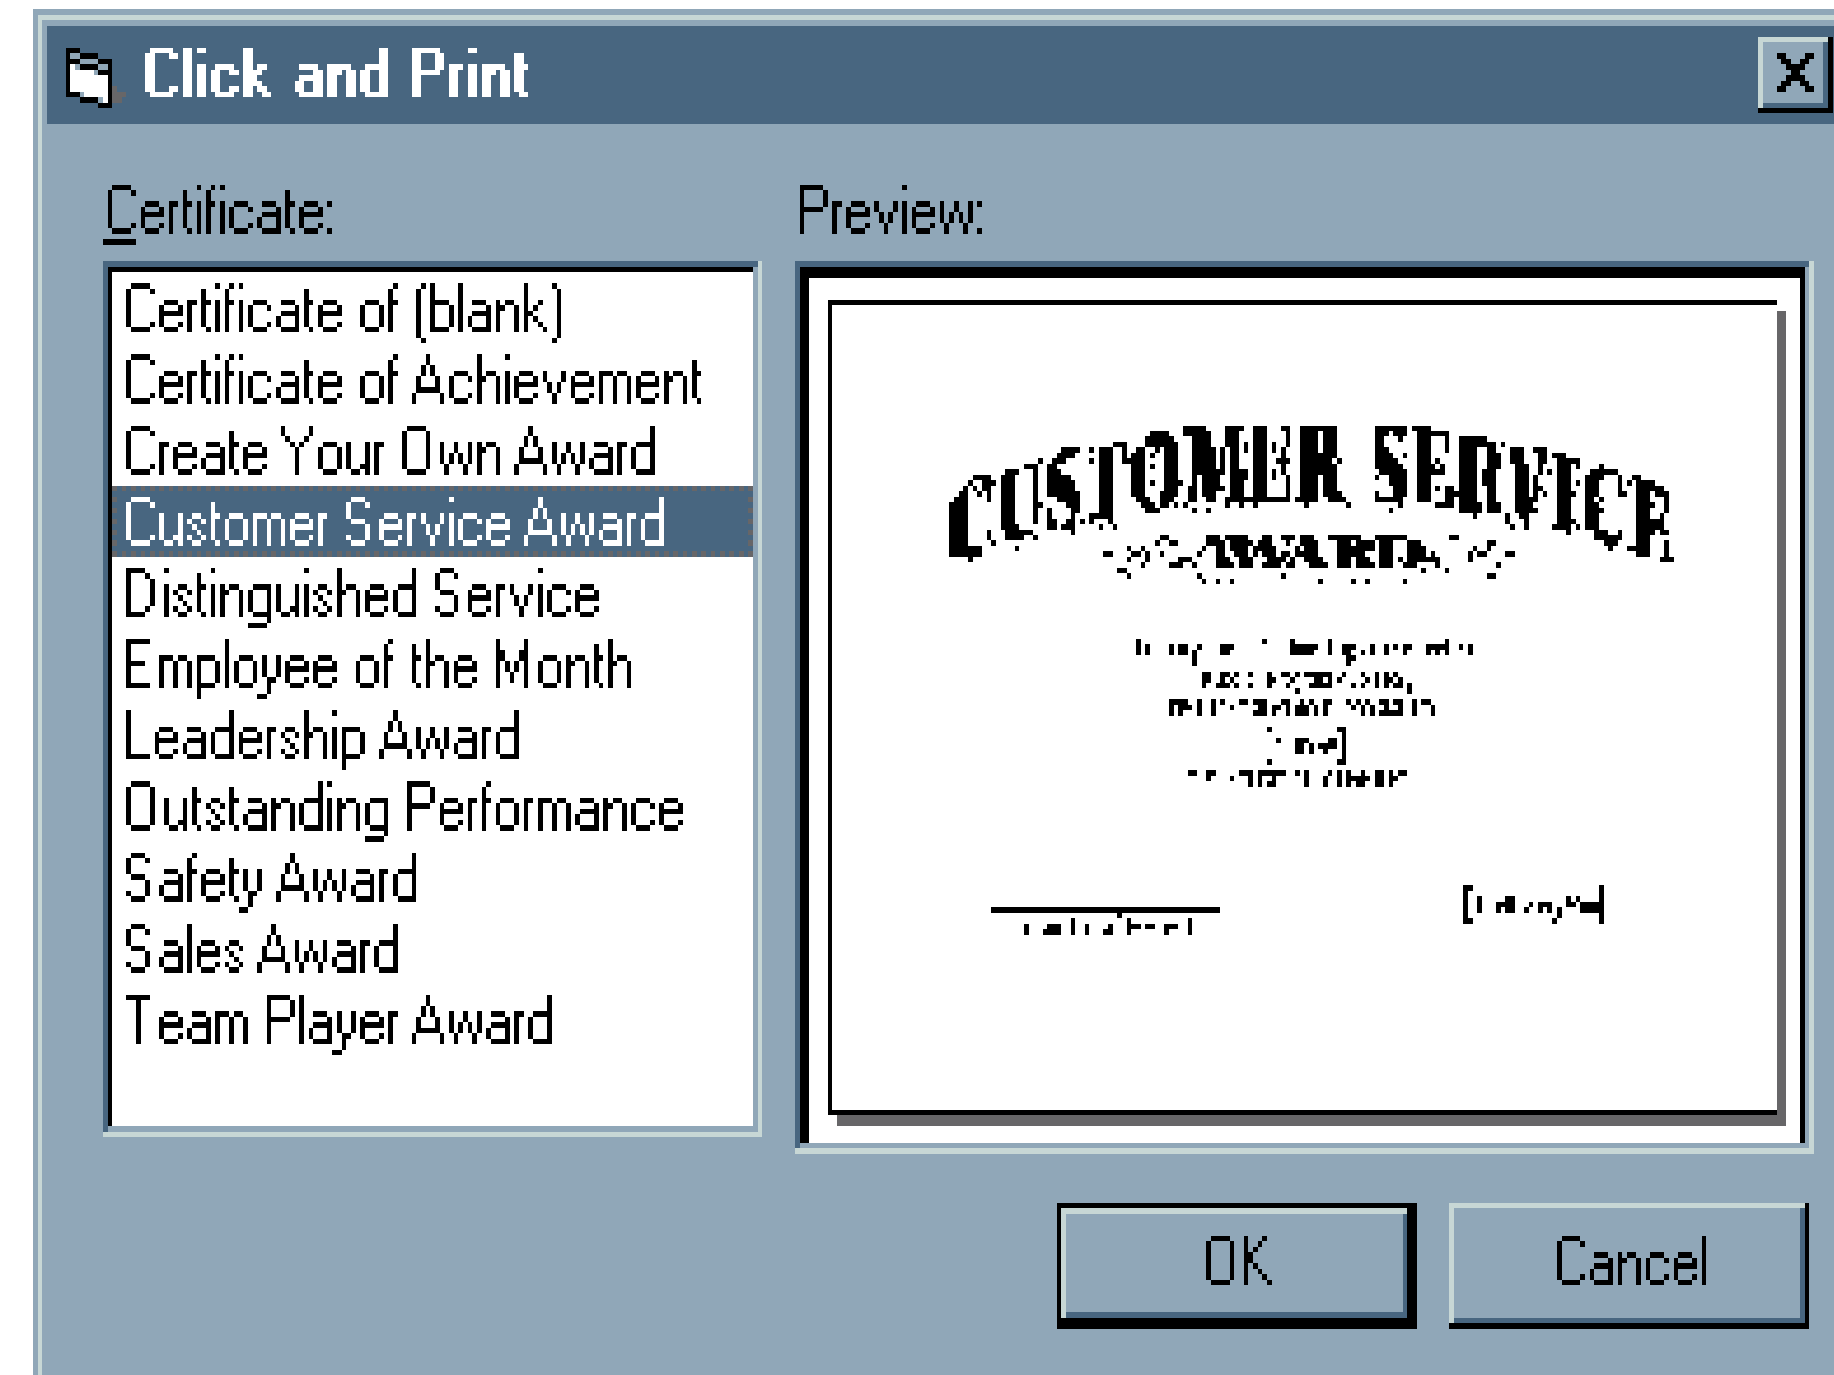 Click and Print
Certificate:
Certificate of (blank)
Certificate of Achievement
Create Your Own Award
Customer Service Award
Distinguished Service
Employee of the Month
Leadership Award
Outstanding Performance
Safety Award
Sales Award
Team Player Award
Preview:
CUSTOMER SERVICE
AWARD
OK
Cancel